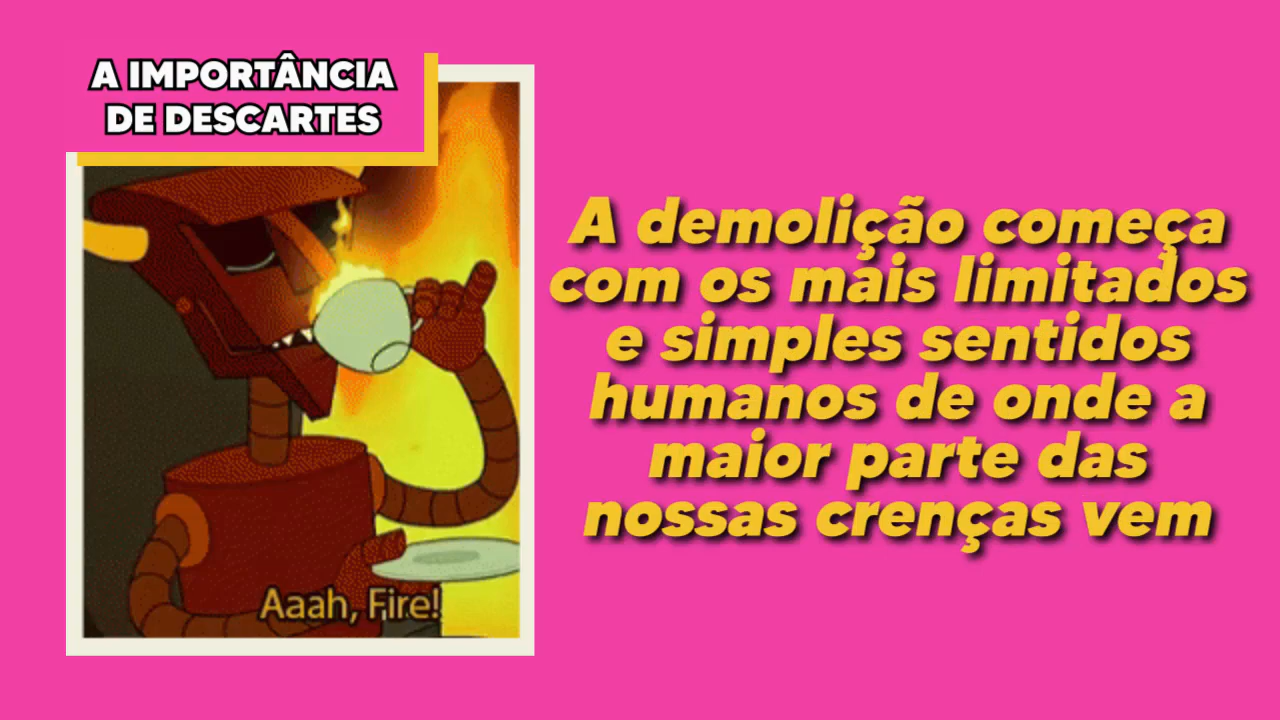 A IMPORTÂNCIA
DE DESCARTES
A demolição começa
com os mais limitados
e simples sentidos
humanos de onde a
maior parte das
nossas crenças vem
Aaah, Fire!